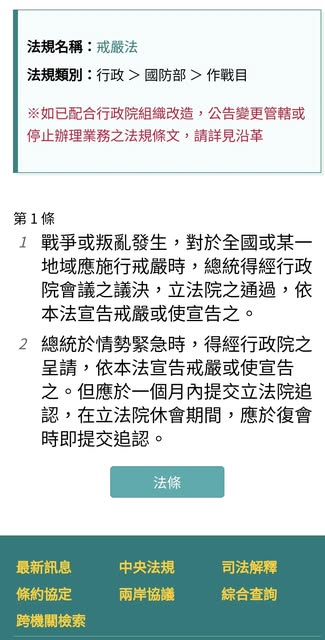 法規名稱：戒嚴法
法規類別：行政 ＞ 國防部 ＞ 作戰目
※如已配合行政院組織改造，公告變更管轄或
停止辦理業務之法規條文，請詳見沿革
第 1 條
1 戰爭或叛亂發生，對於全國或某一
地域應施行戒嚴時，總統得經行政
院會議之議決，立法院之通過，依
本法宣告戒嚴或使宣告之。
2 總統於情勢緊急時，得經行政院之
呈請，依本法宣告戒嚴或使宣告
之。但應於一個月內提交立法院追
認，在立法院休會期間，應於復會
時即提交追認。
法條
最新訊息 中央法規 司法解釋
條約協定 兩岸協議 綜合查詢
跨機關檢索